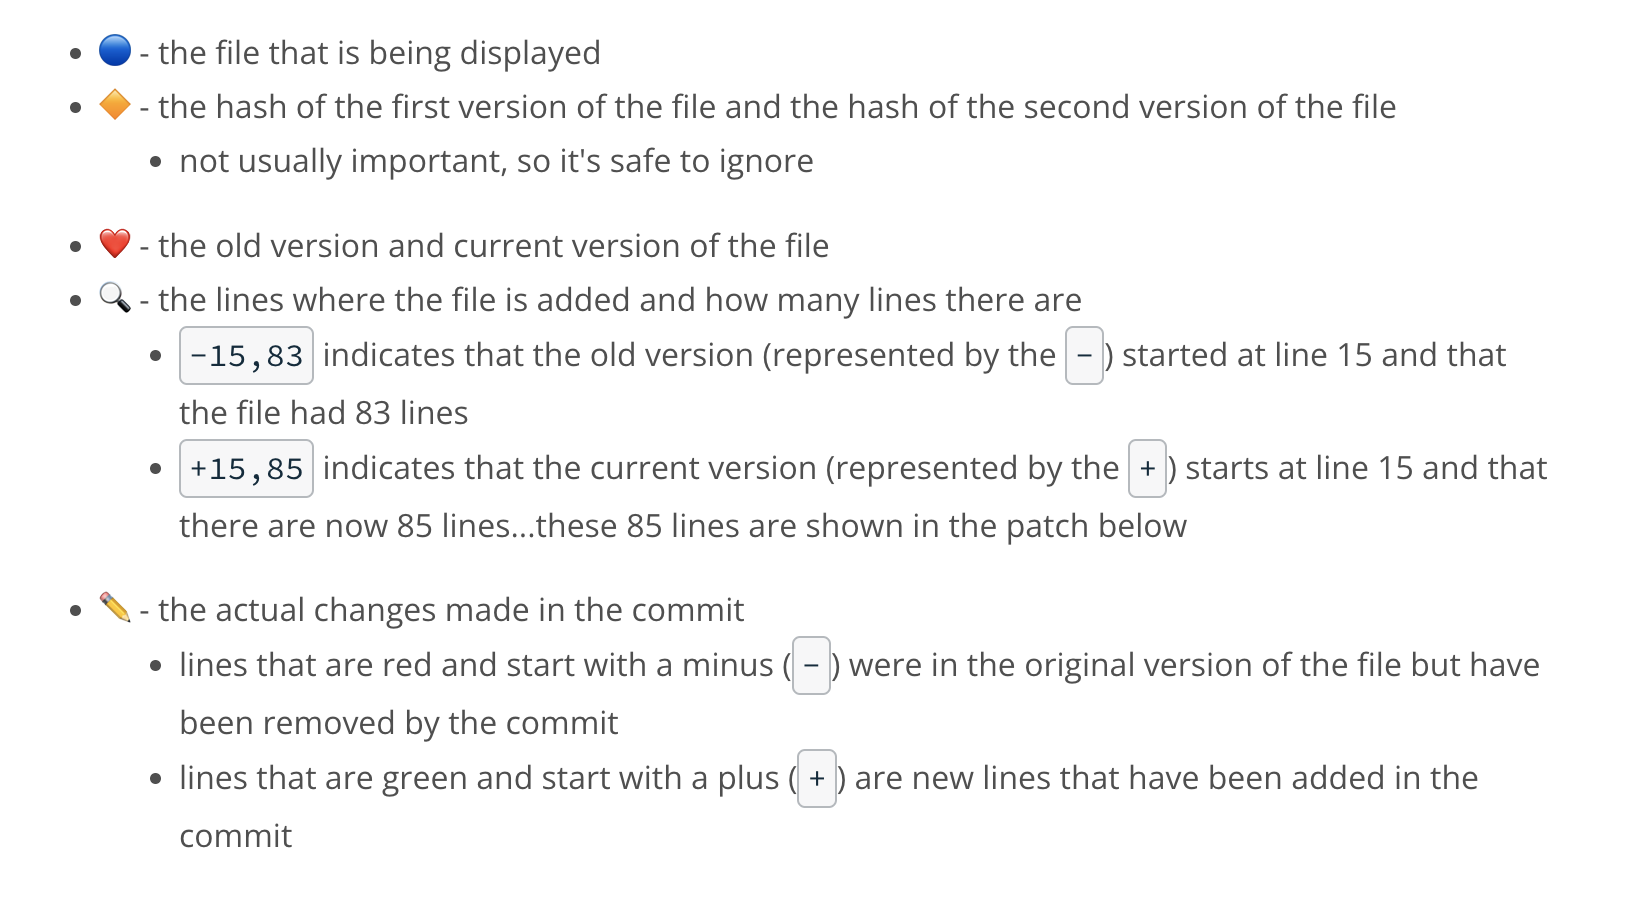 🔵 - the file that is being displayed
🔶 - the hash of the first version of the file and the hash of the second version of the file
not usually important, so it's safe to ignore
❤️ - the old version and current version of the file
🔍 - the lines where the file is added and how many lines there are
-15,83 indicates that the old version (represented by the -) started at line 15 and that
the file had 83 lines
+15,85 indicates that the current version (represented by the +) starts at line 15 and that
there are now 85 lines...these 85 lines are shown in the patch below
✏️ - the actual changes made in the commit
lines that are red and start with a minus (-) were in the original version of the file but have
been removed by the commit
lines that are green and start with a plus (+) are new lines that have been added in the
commit